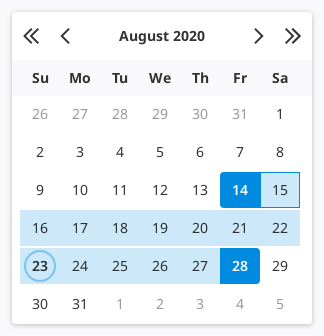 August 2020
Su Mo Tu We Th Fr Sa
26 27 28 29 30 31 1
2 3 4 5 6 7 8
9 10 11 12 13 14 15
16 17 18 19 20 21 22
23 24 25 26 27 28 29
30 31 1 2 3 4 5